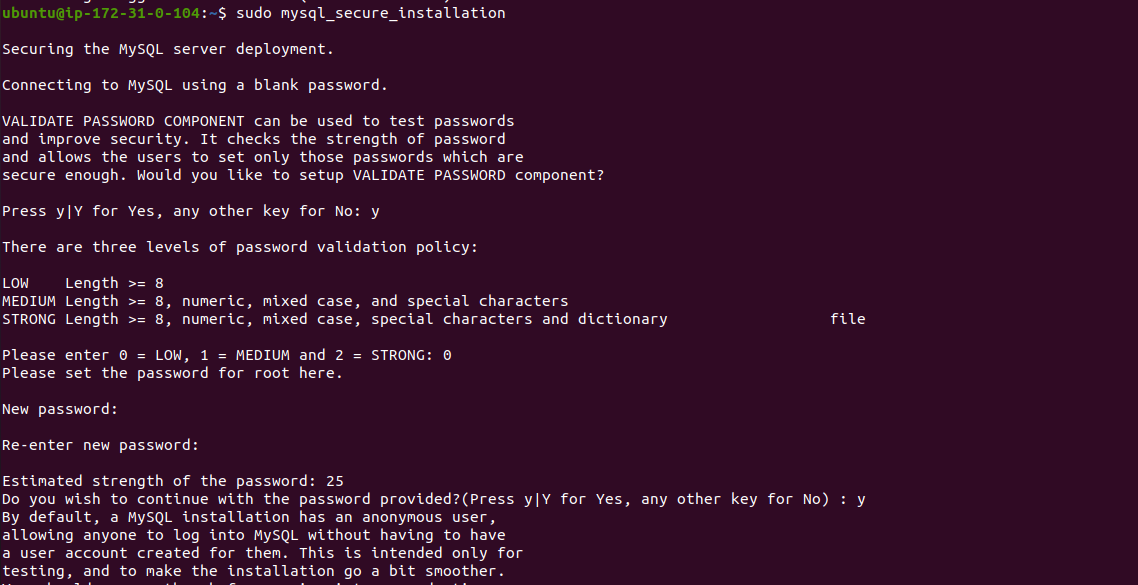 ubuntu@ip-172-31-0-104:~$ sudo mysql_secure_installation
Securing the MySQL server deployment.
Connecting to MySQL using a blank password.
VALIDATE PASSWORD COMPONENT can be used to test passwords
and improve security. It checks the strength of password
and allows the users to set only those passwords which are
secure enough. Would you like to setup VALIDATE PASSWORD component?
Press y|Y for Yes, any other key for No: y
There are three levels of password validation policy:
LOW    Length >= 8
MEDIUM Length >= 8, numeric, mixed case, and special characters
STRONG Length >= 8, numeric, mixed case, special characters and dictionary                  file
Please enter 0 = LOW, 1 = MEDIUM and 2 = STRONG: 0
Please set the password for root here.
New password:
Re-enter new password:
Estimated strength of the password: 25
Do you wish to continue with the password provided?(Press y|Y for Yes, any other key for No) : y
By default, a MySQL installation has an anonymous user,
allowing anyone to log into MySQL without having to have
a user account created for them. This is intended only for
testing, and to make the installation go a bit smoother.